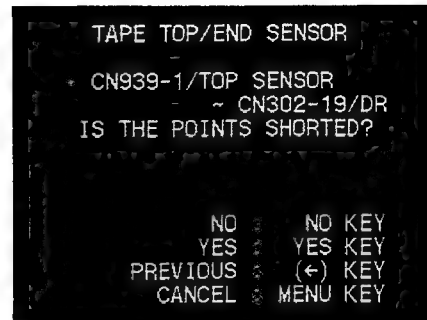 TAPE TOP/END SENSOR
• CN939-1/TOP SENSOR
~ CN302-19/DR
IS THE POINTS SHORTED?
NO : NO KEY
YES : YES KEY
PREVIOUS : (←) KEY
CANCEL : MENU KEY